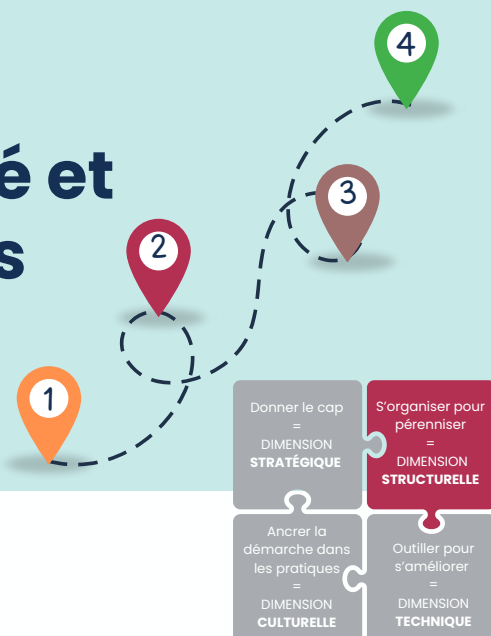 4
é et
3
s
2
1
Donner le cap
=
DIMENSION
STRATÉGIQUE
S'organiser pour
pérenniser
=
DIMENSION
STRUCTURELLE
Ancrer la
démarche dans
les pratiques
=
DIMENSION
CULTURELLE
Outiller pour
s'améliorer
=
DIMENSION
TECHNIQUE